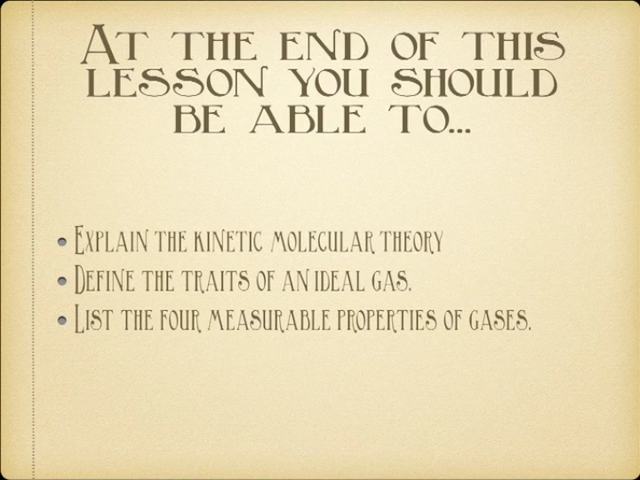 At the end of this
lesson you should
be able to...
• Explain the kinetic molecular theory
• Define the traits of an ideal gas.
• List the four measurable properties of gases.